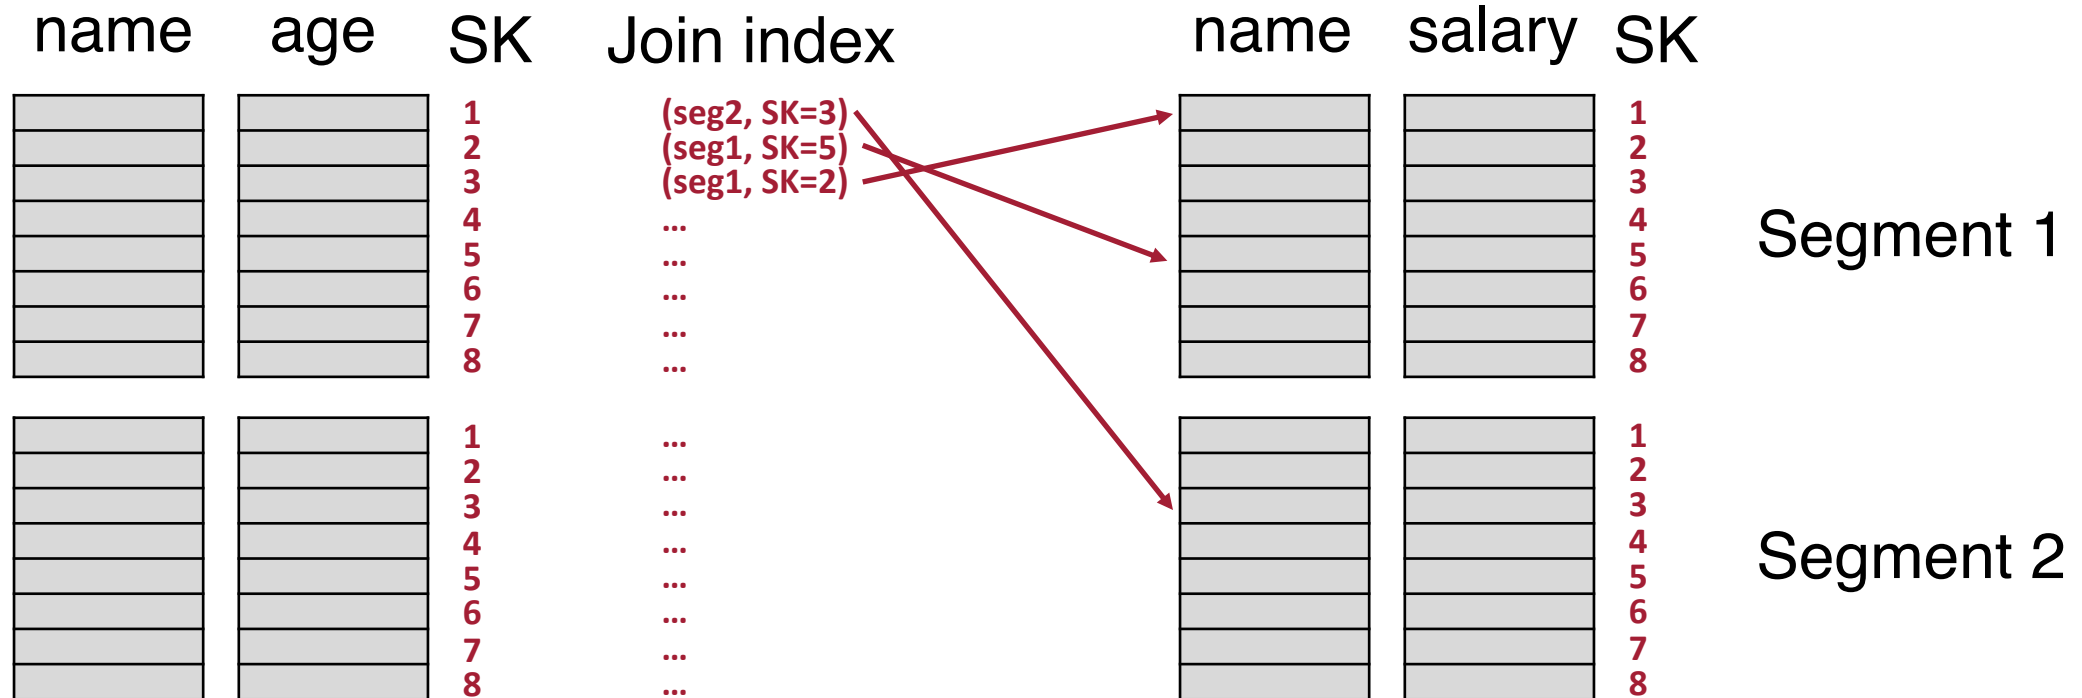 name age SK Join index name salary SK
1 (seg2, SK=3) 1
2 (seg1, SK=5) 2
3 (seg1, SK=2) 3
4 ... 4
5 ... 5
6 ... 6
7 ... 7
8 ... 8
Segment 1
1 ... 1
2 ... 2
3 ... 3
4 ... 4
5 ... 5
6 ... 6
7 ... 7
8 ... 8
Segment 2